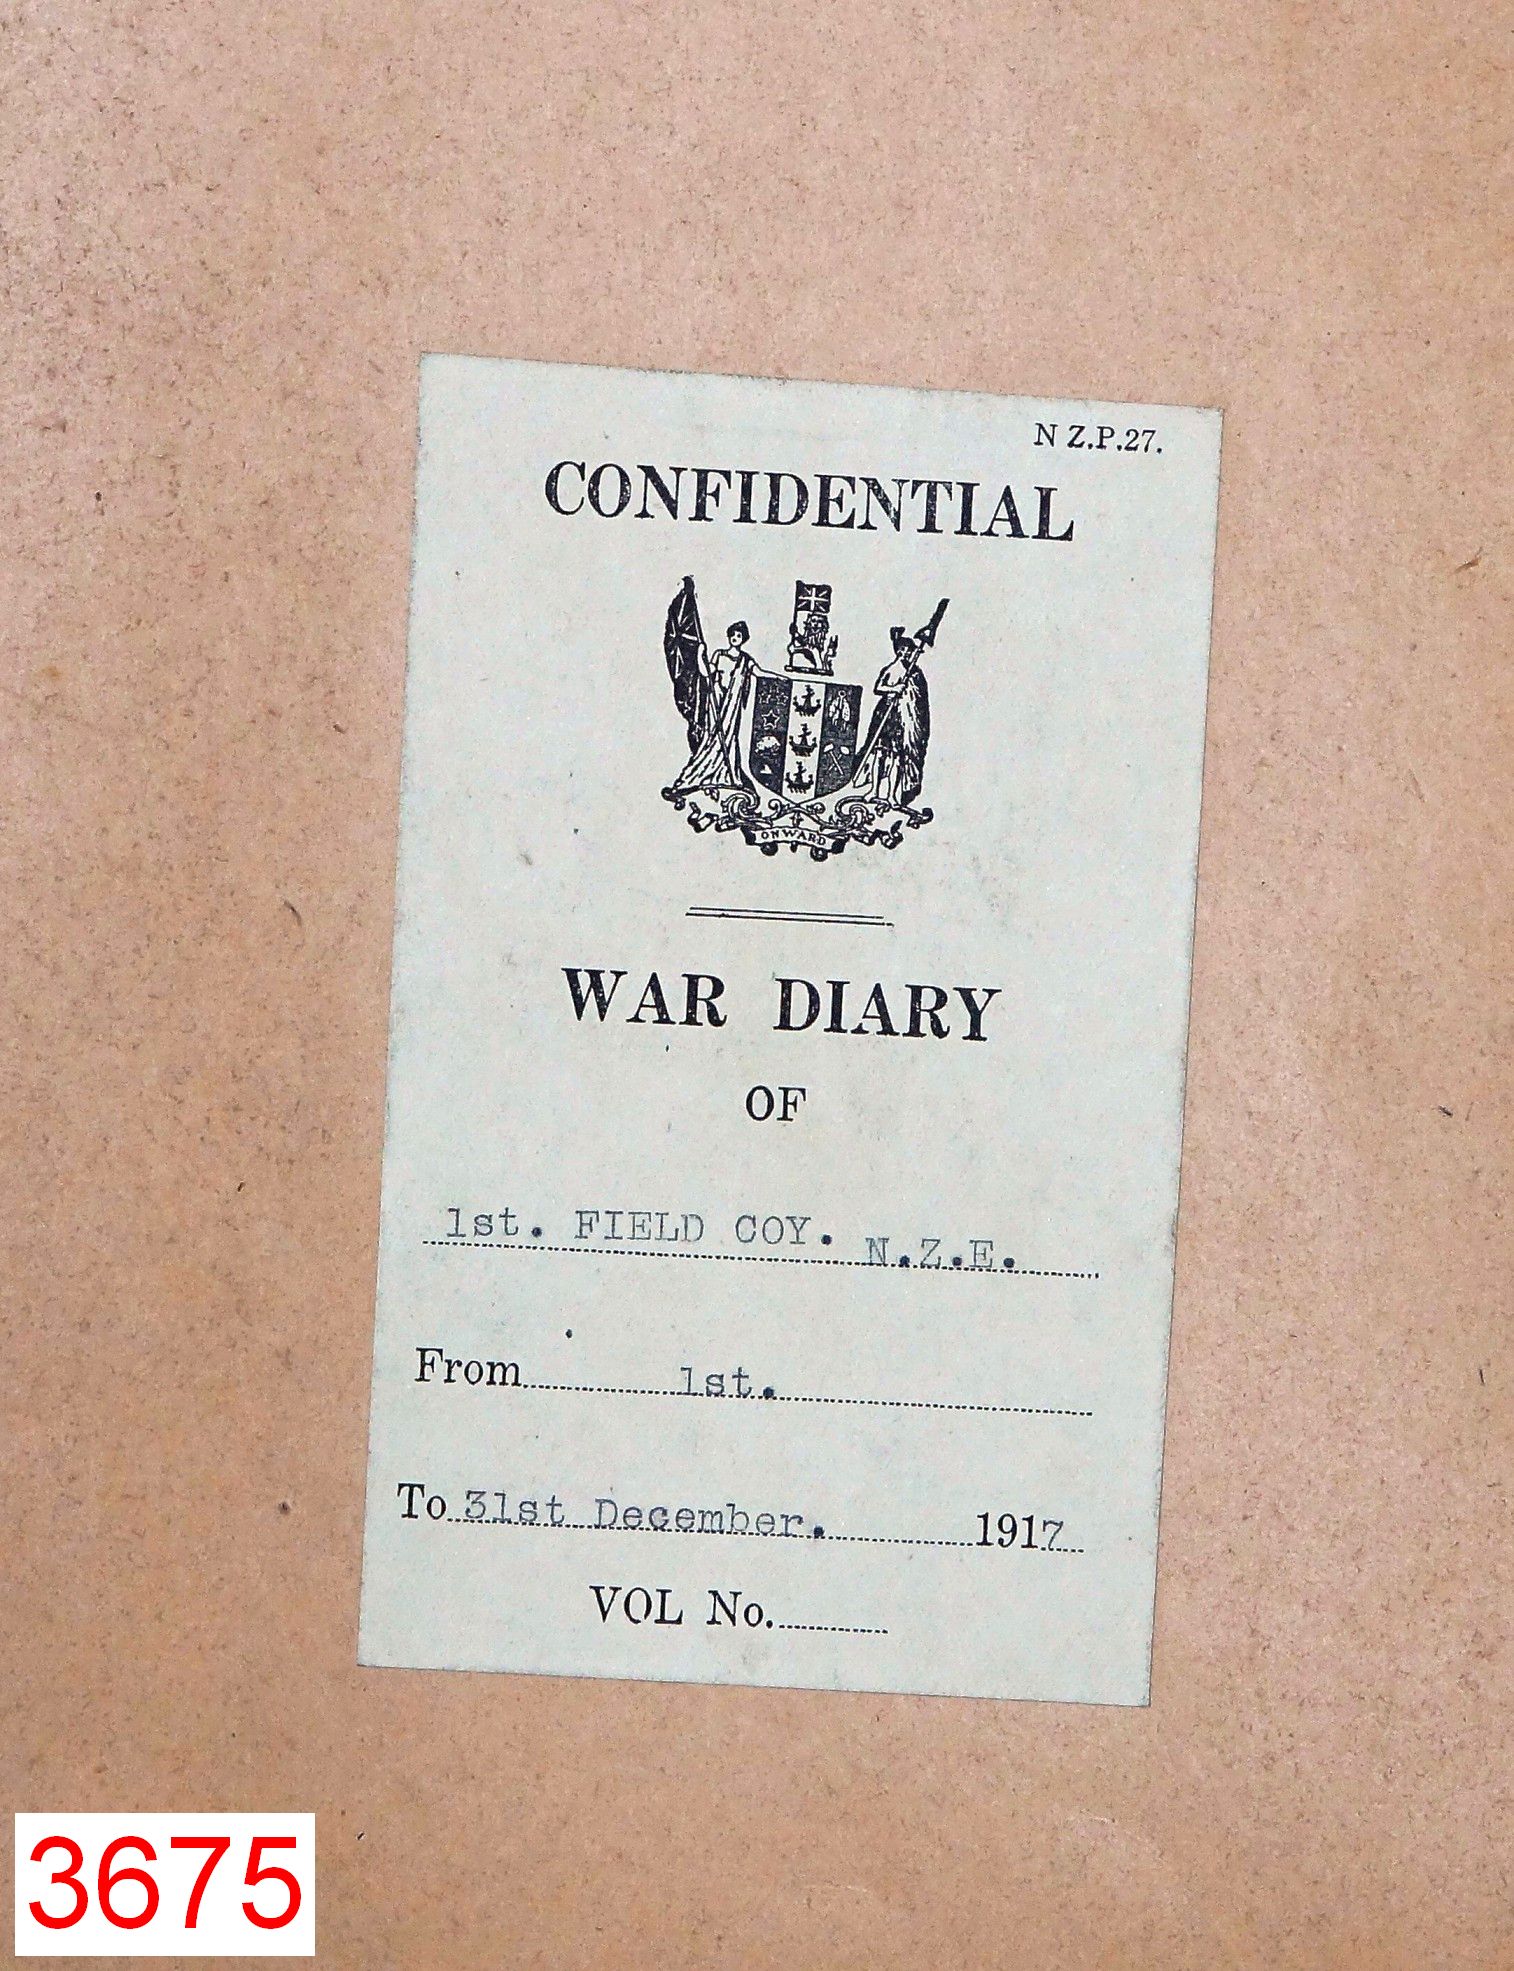 N Z.P.27.
CONFIDENTIAL
ONWARD
WAR DIARY
OF
1st. FIELD COY. N.Z.E.
From 1st.
To 31st December. 1917
VOL No.
3675